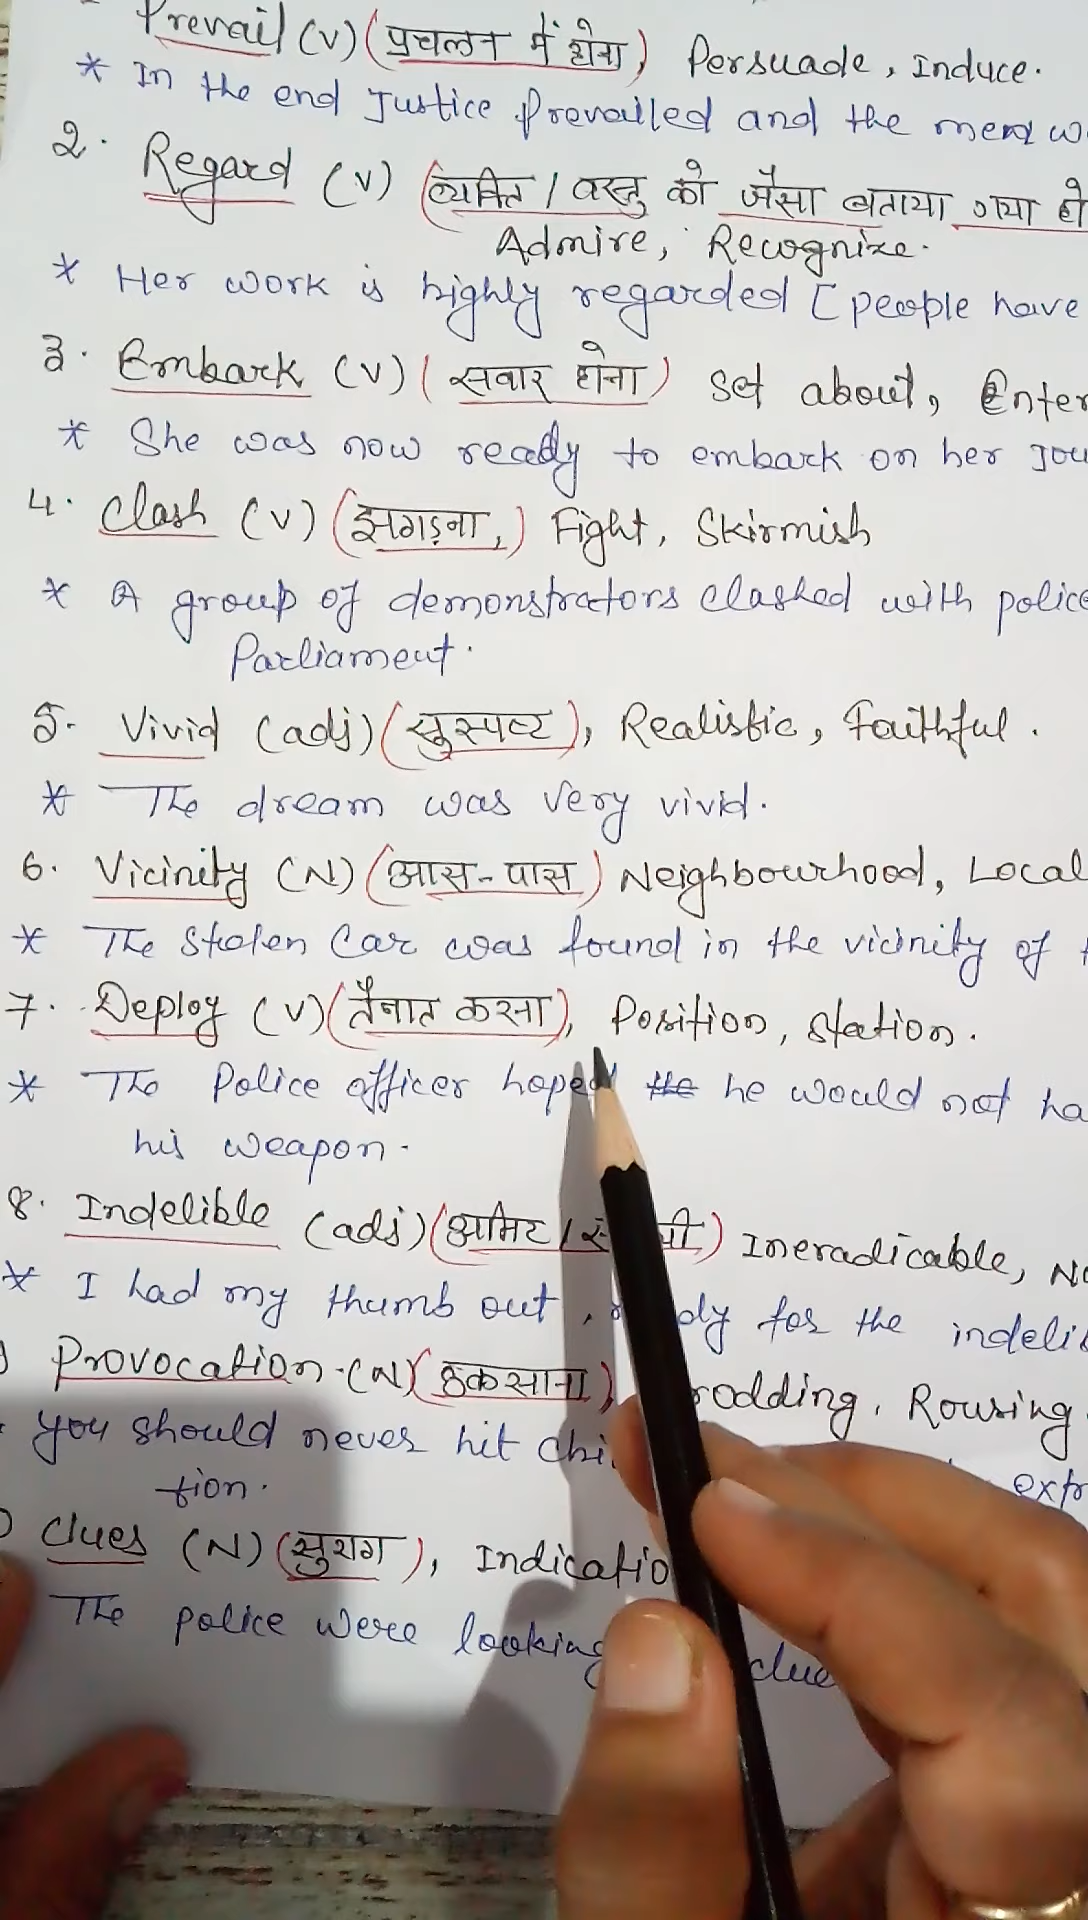 Prevail (v) (प्रचलन में होना) Persuade, Induce.
* In the end Justice Prevailed and the men
2. Regard (v) (व्यक्ति / वस्तु को जैसा बताया गया हो
Admire, Recognize.
* Her work is highly regarded [people have
3. Embark (v) (सवार होना) set about, Enter
* She was now ready to embark on her Jou
4. Clash (v) (झगड़ना,) Fight, Skirmish
* A group of demonstrators clashed with police
Parliament.
5. Vivid (adj) (सुस्पष्ट), Realistic, Faithful.
* The dream was very vivid.
6. Vicinity (N) (आस-पास) Neighbourhood, Local
* The stolen Car was found in the vicinity of
7. Deploy (v) (तैनात करना), Position, station.
* The Police officer hoped the he would not ha
his weapon.
8. Indelible (adj) (अमिट / Ineradicable,
* I had my thumb out, for the indeli
Provocation (N) (उकसाना) rodding, Rousing
you should never hit chi extr
tion.
Clues (N) (सुराग), Indicatio
The police were looking clue